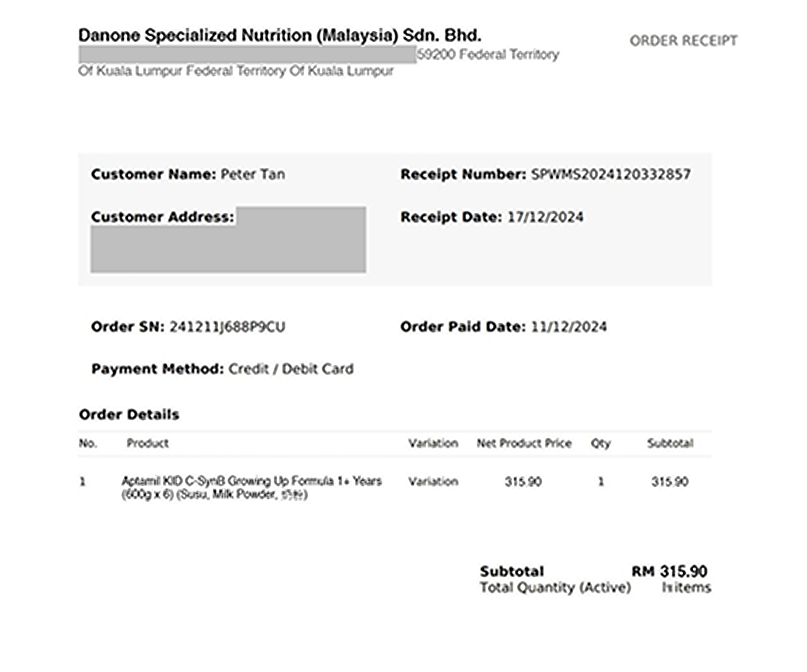 Danone Specialized Nutrition (Malaysia) Sdn. Bhd.
ORDER RECEIPT
59200 Federal Territory
Of Kuala Lumpur Federal Territory Of Kuala Lumpur
Customer Name: Peter Tan
Receipt Number: SPWMS2024120332857
Customer Address:
Receipt Date: 17/12/2024
Order SN: 241211J688P9CU
Order Paid Date: 11/12/2024
Payment Method: Credit / Debit Card
Order Details
No. Product Variation Net Product Price Qty Subtotal
1 Aptamil KID C-SynB Growing Up Formula 1+ Years Variation 315.90 1 315.90
(600g x 6) (Susu, Milk Powder, 奶粉)
Subtotal RM 315.90
Total Quantity (Active) items